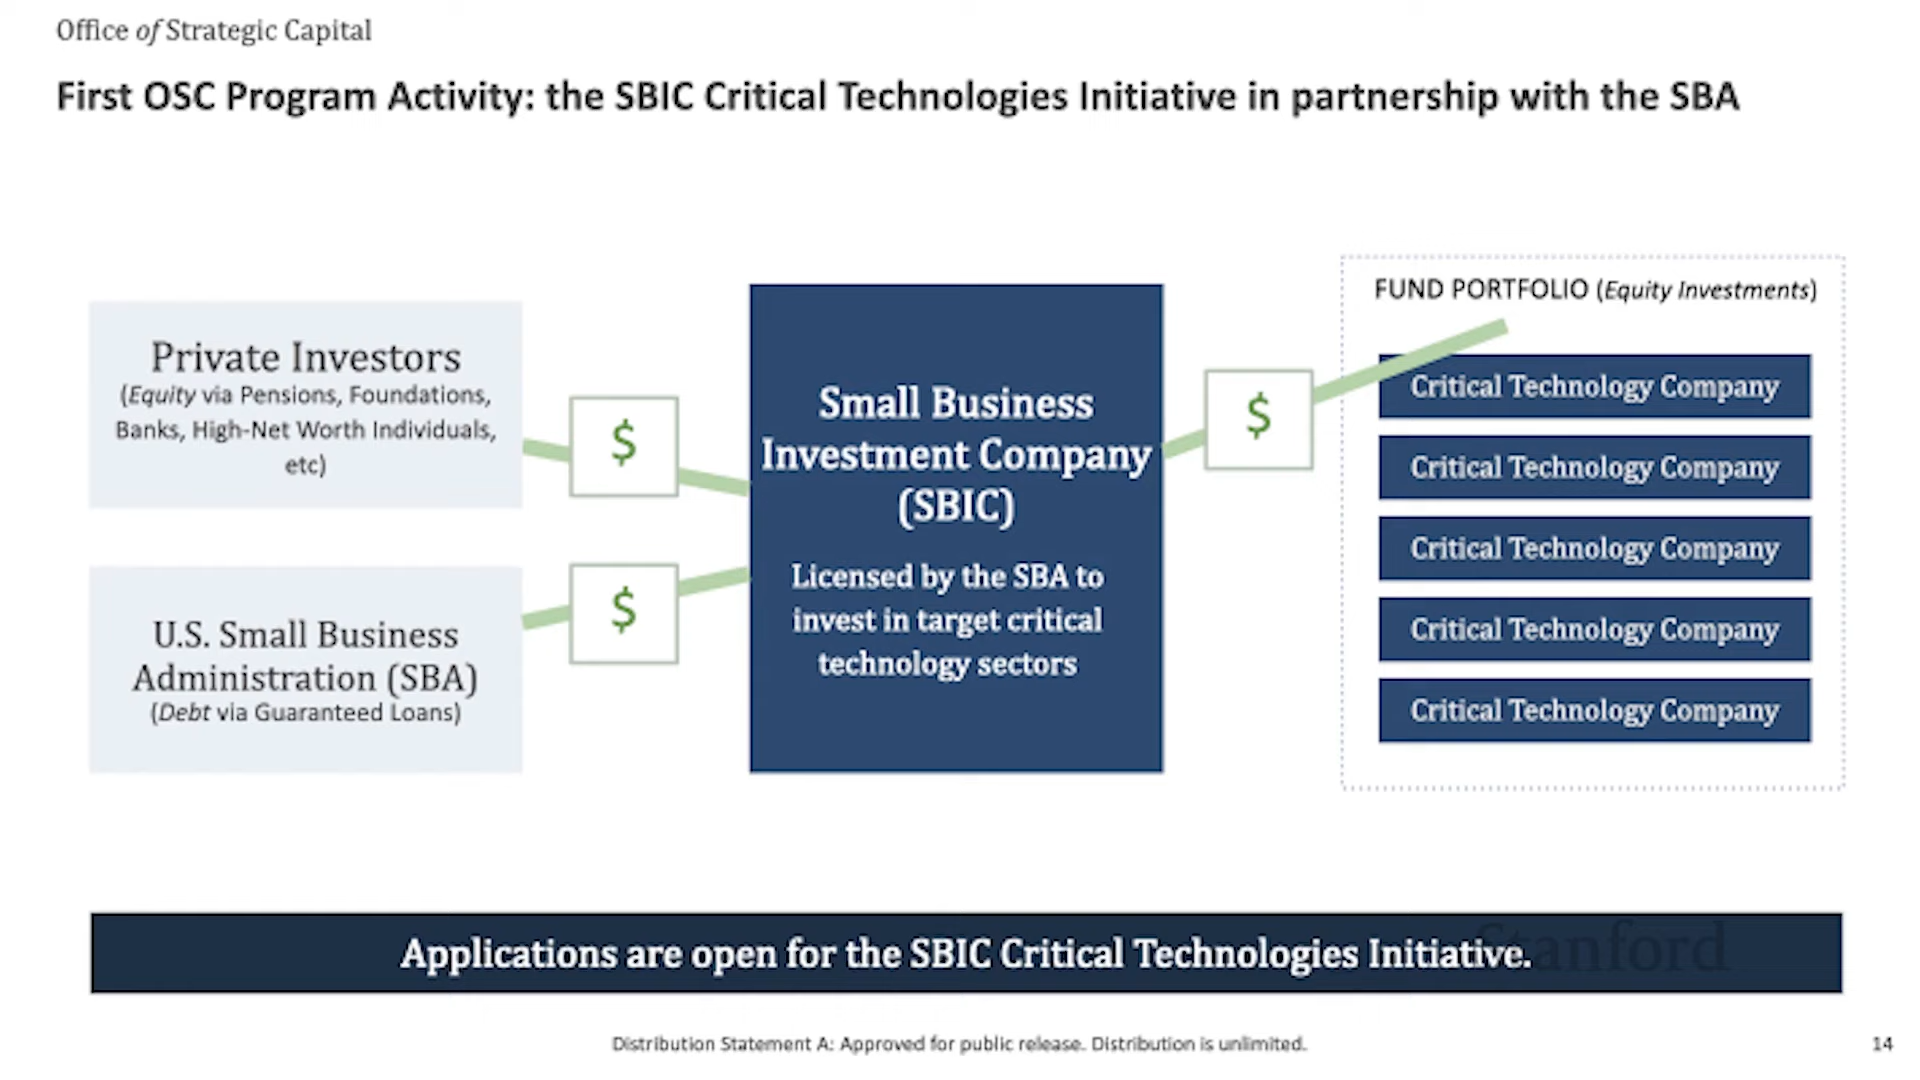 Office of Strategic Capital
First OSC Program Activity: the SBIC Critical Technologies Initiative in partnership with the SBA
Private Investors
(Equity via Pensions, Foundations,
Banks, High-Net Worth Individuals,
etc)
$
U.S. Small Business
Administration (SBA)
(Debt via Guaranteed Loans)
$
Small Business
Investment Company
(SBIC)
Licensed by the SBA to
invest in target critical
technology sectors
$
FUND PORTFOLIO (Equity Investments)
Critical Technology Company
Critical Technology Company
Critical Technology Company
Critical Technology Company
Critical Technology Company
Applications are open for the SBIC Critical Technologies Initiative.
Stanford
Distribution Statement A: Approved for public release. Distribution is unlimited.
14